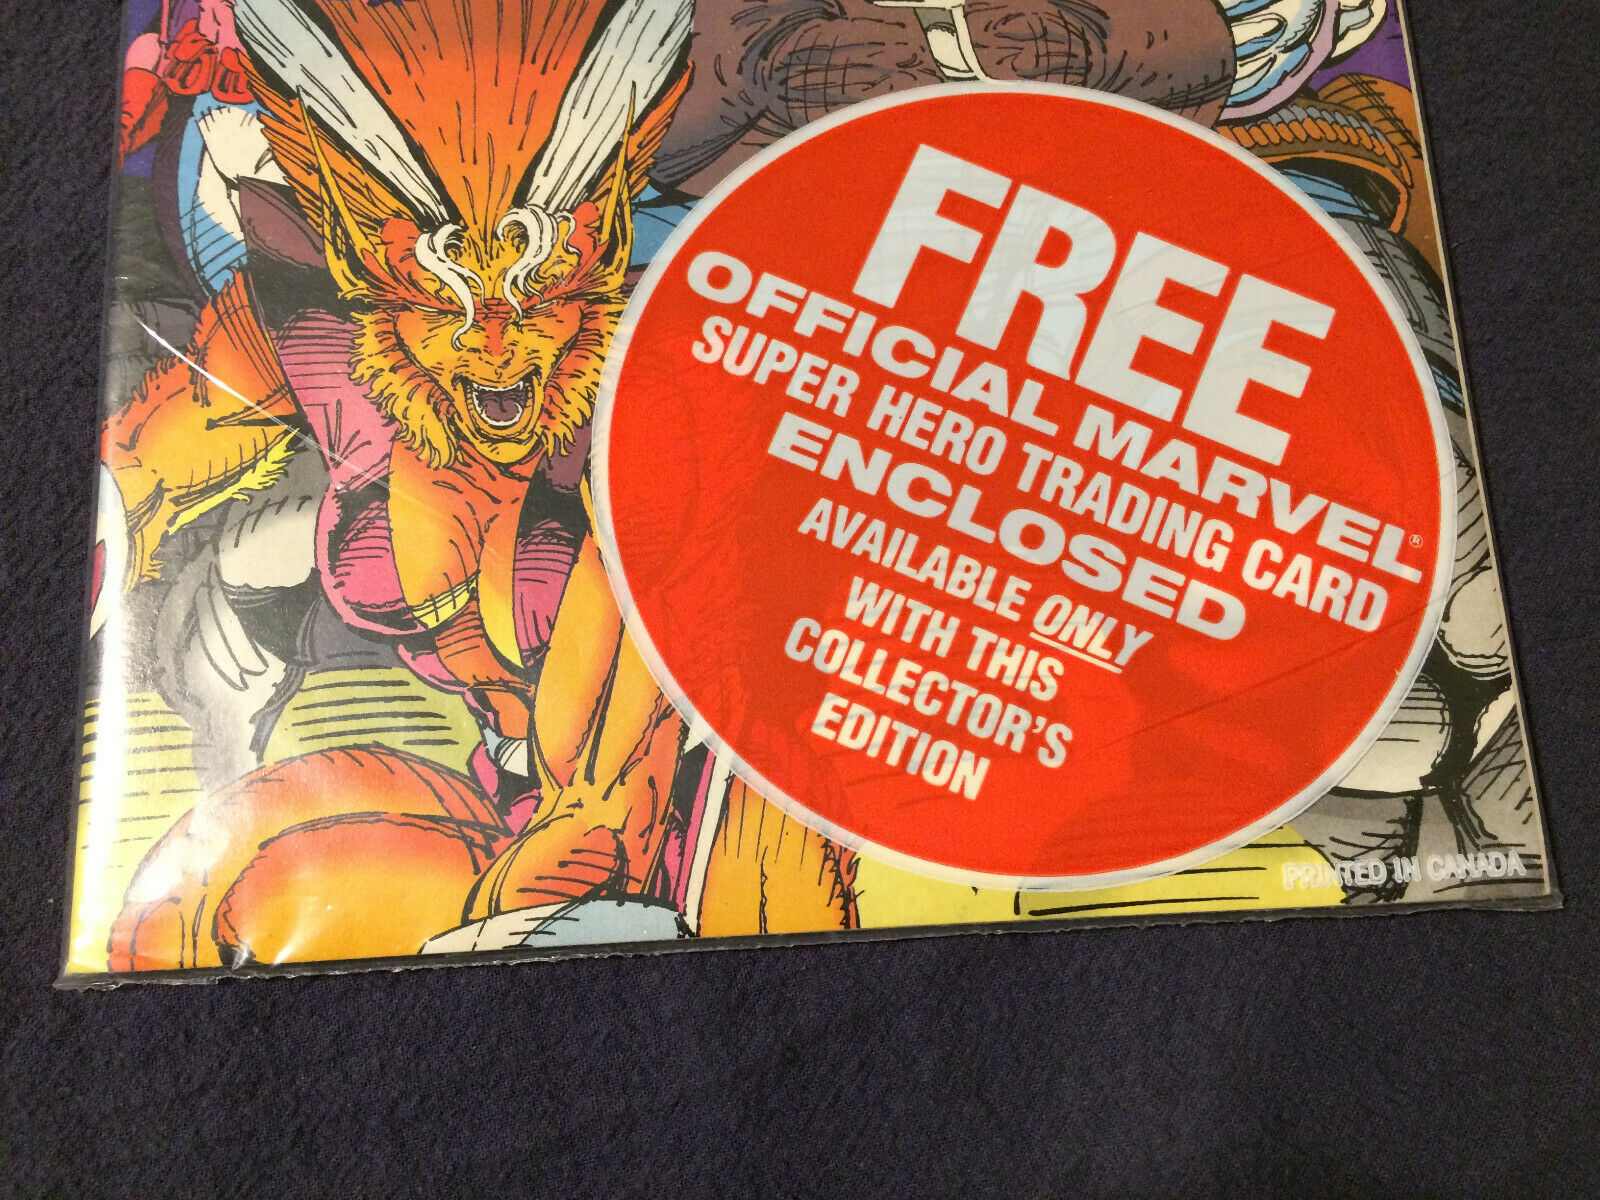 FREE
OFFICIAL MARVEL®
SUPER HERO TRADING CARD
ENCLOSED
AVAILABLE ONLY
WITH THIS
COLLECTOR'S
EDITION
PRINTED IN CANADA